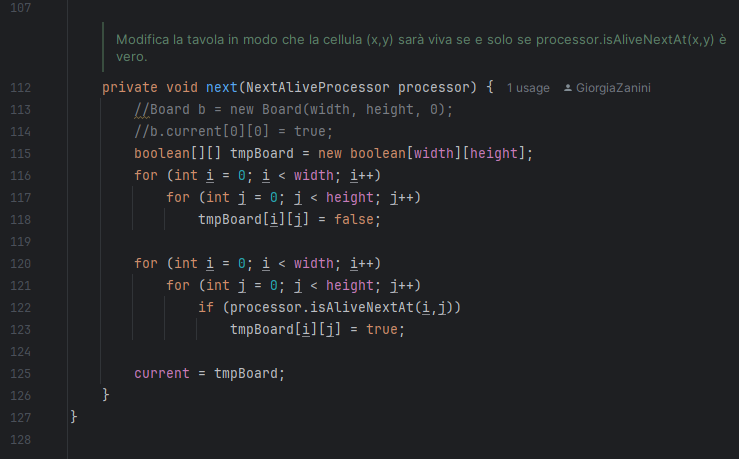 107
Modifica la tavola in modo che la cellula (x,y) sarà viva se e solo se processor.isAliveNextAt(x,y) è
vero.
112 private void next(NextAliveProcessor processor) { 1 usage GiorgiaZanini
113 //Board b = new Board(width, height, 0);
114 //b.current[0][0] = true;
115 boolean[][] tmpBoard = new boolean[width][height];
116 for (int i = 0; i < width; i++)
117 for (int j = 0; j < height; j++)
118 tmpBoard[i][j] = false;
119
120 for (int i = 0; i < width; i++)
121 for (int j = 0; j < height; j++)
122 if (processor.isAliveNextAt(i,j))
123 tmpBoard[i][j] = true;
124
125 current = tmpBoard;
126 }
127 }
128